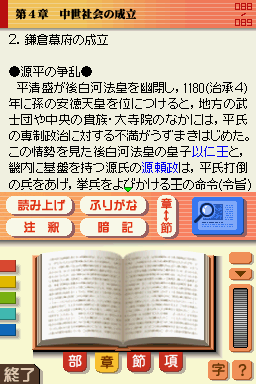 第4章 中世社会の成立
088
089
2. 鎌倉幕府の成立
●源平の争乱●
平清盛が後白河法皇を幽閉し，1180(治承4)
年に孫の安徳天皇を位につけると，地方の武
士団や中央の貴族・大寺院のなかには，平氏
の専制政治に対する不満がうずまきはじめた。
この情勢を見た後白河法皇の皇子以仁王と，
畿内に基盤を持つ源氏の源頼政は，平氏打倒
の兵をあげ，挙兵をよびかける王の命令(令旨)
読み上げ ふりがな 章↕節
注釈 暗記
部 章 節 項
終了 字 ?